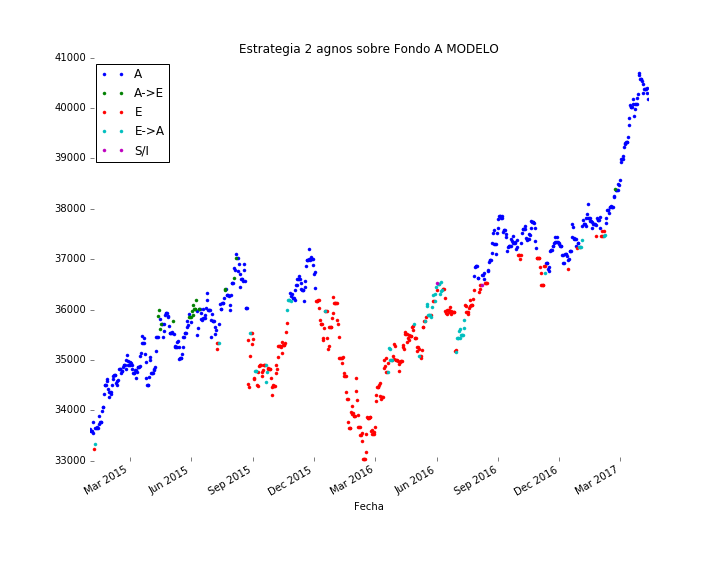 Estrategia 2 agnos sobre Fondo A MODELO
41000
40000
39000
38000
37000
36000
35000
34000
33000
A
A->E
E
E->A
S/I
Mar 2015
Jun 2015
Sep 2015
Dec 2015
Mar 2016
Jun 2016
Sep 2016
Dec 2016
Mar 2017
Fecha